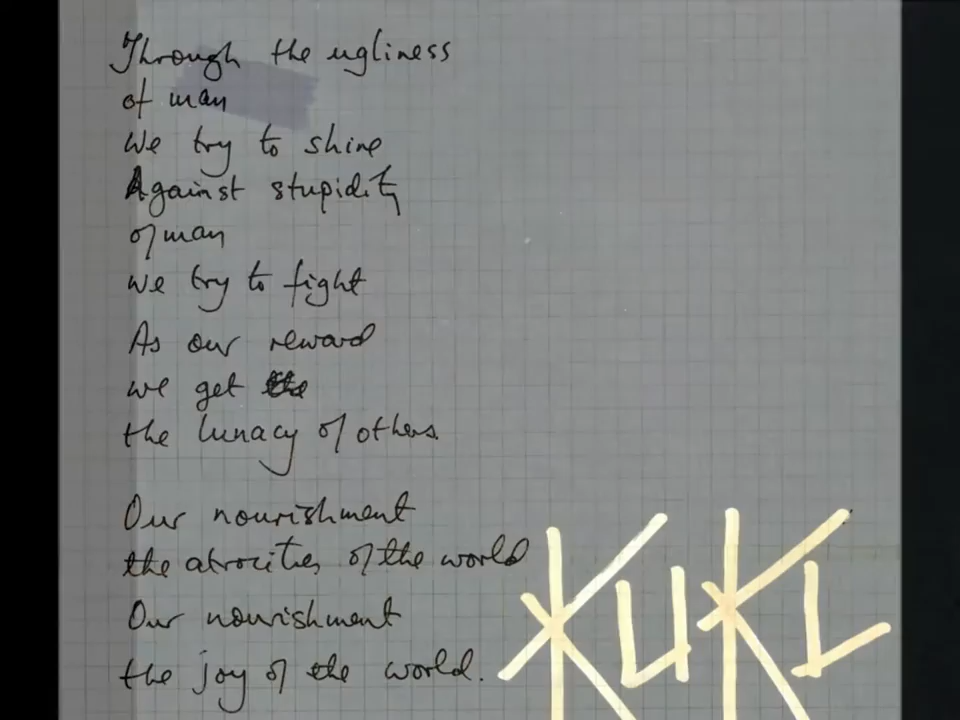 Through the ugliness
of man
We try to shine
Against stupidity
of man
We try to fight
As our reward
we get the
the lunacy of others.
Our nourishment
the atrocities of the world
Our nourishment
the joy of the world.
KUKL